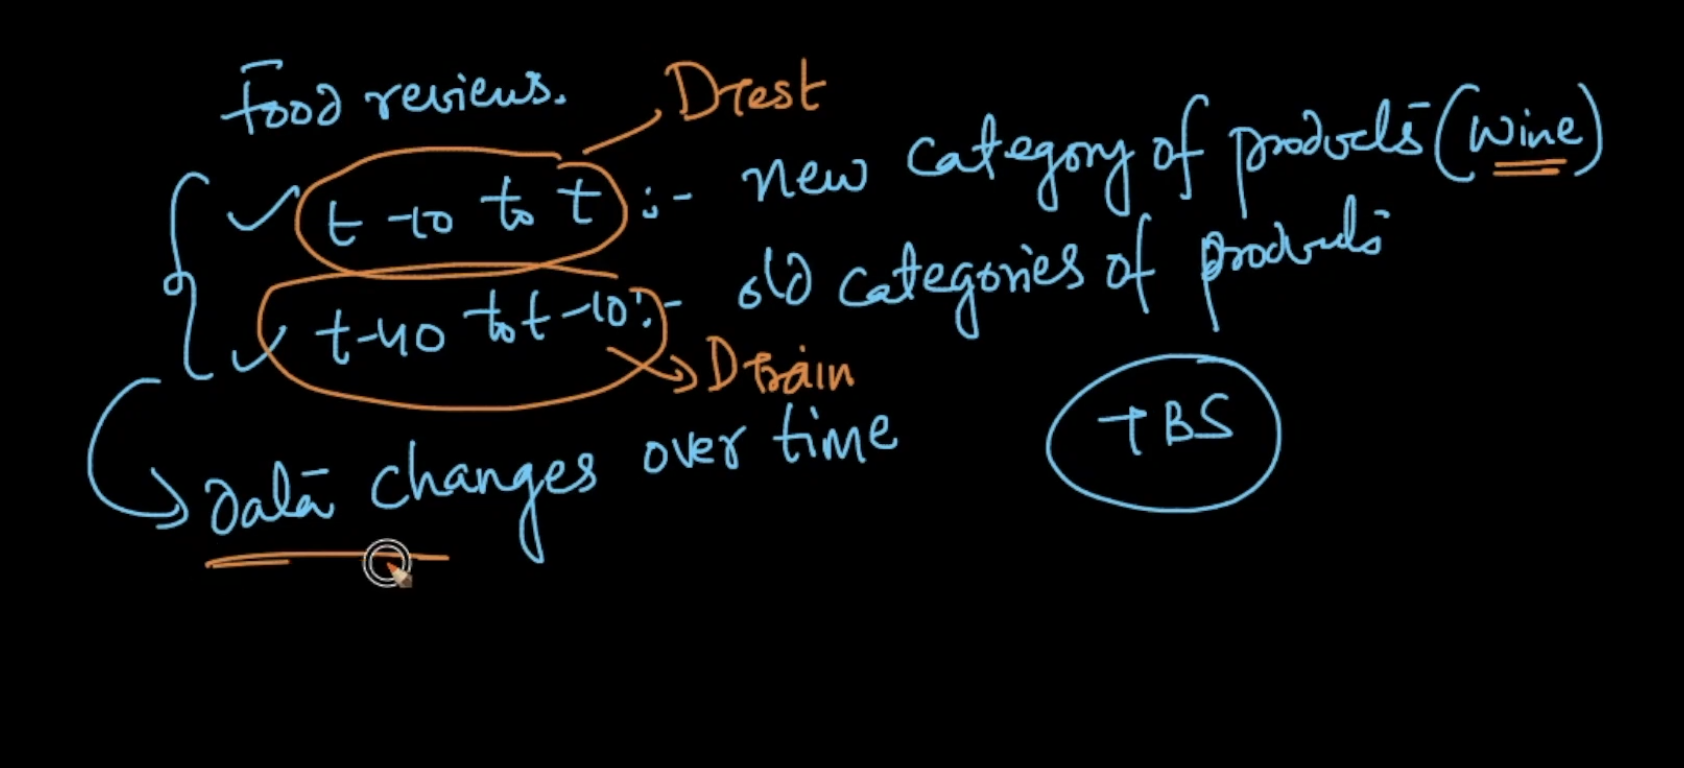 Food reviews.
Dtest
t-10 to t :- new category of products (wine)
t-40 to t-10 :- old categories of products
Dtrain
TBS
Data changes over time